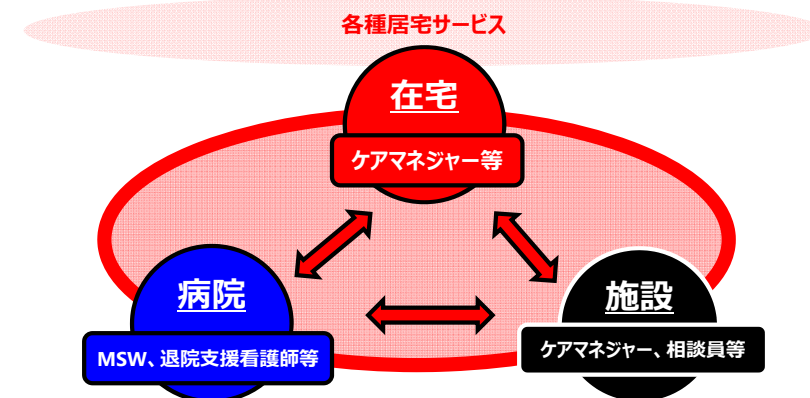 各種居宅サービス
在宅
ケアマネジャー等
病院
MSW、退院支援看護師等
施設
ケアマネジャー、相談員等